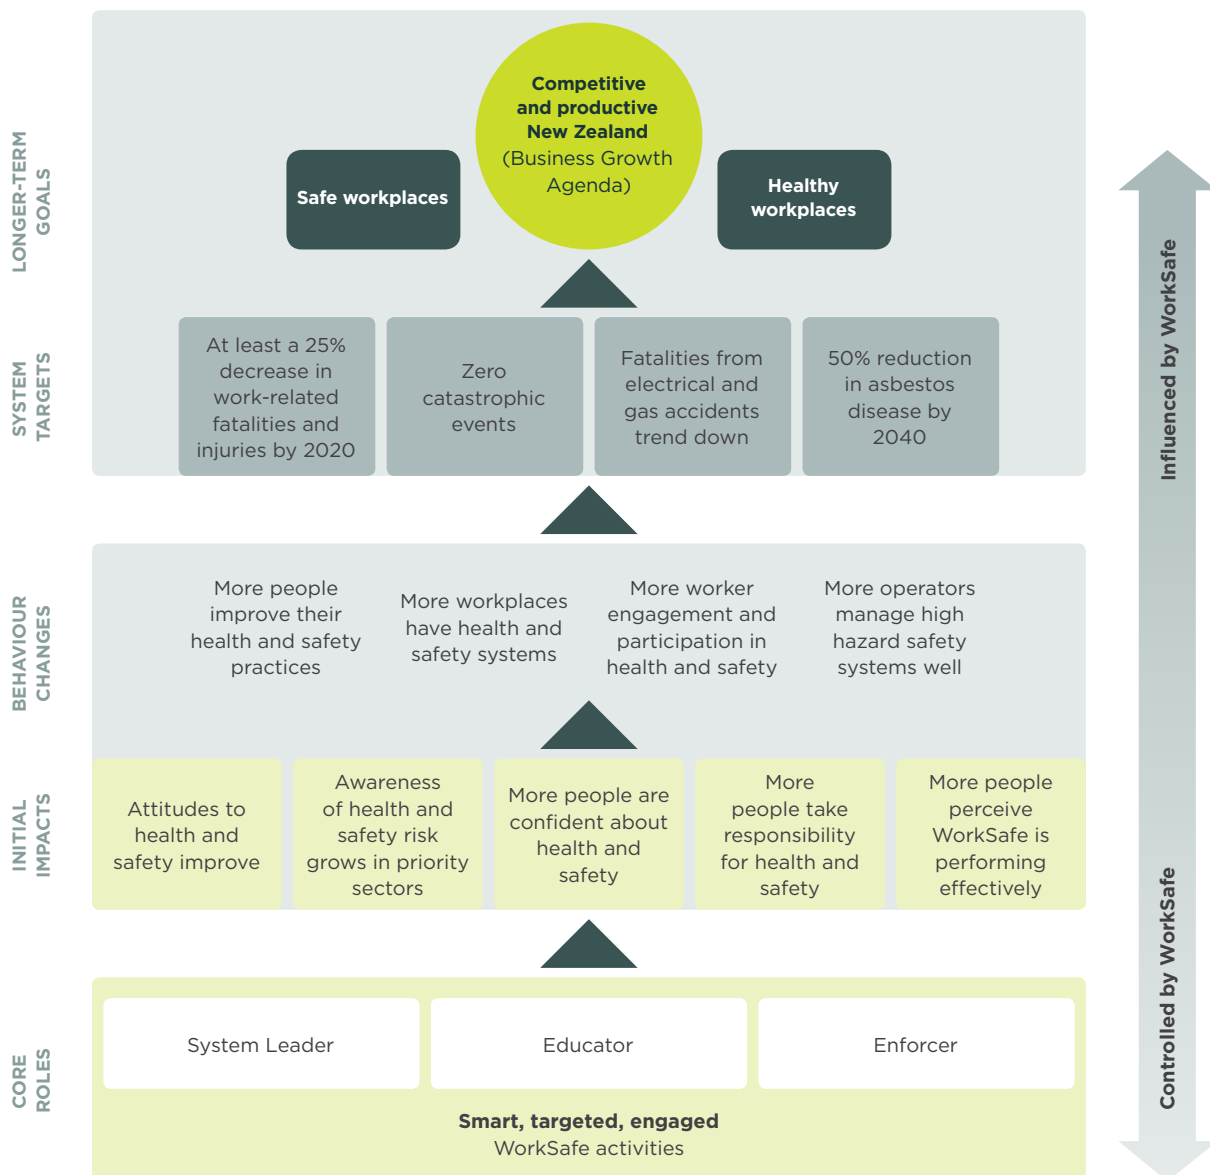 LONGER-TERM
GOALS
Competitive
and productive
New Zealand
(Business Growth
Agenda)
Safe workplaces
Healthy
workplaces
SYSTEM
TARGETS
At least a 25%
decrease in
work-related
fatalities and
injuries by 2020
Zero
catastrophic
events
Fatalities from
electrical and
gas accidents
trend down
50% reduction
in asbestos
disease by
2040
BEHAVIOUR
CHANGES
More people
improve their
health and safety
practices
More workplaces
have health and
safety systems
More worker
engagement and
participation in
health and safety
More operators
manage high
hazard safety
systems well
INITIAL
IMPACTS
Attitudes to
health and
safety improve
Awareness
of health and
safety risk
grows in priority
sectors
More people are
confident about
health and
safety
More
people take
responsibility
for health and
safety
More people
perceive
WorkSafe is
performing
effectively
CORE
ROLES
System Leader
Educator
Enforcer
Smart, targeted, engaged
WorkSafe activities
Influenced by WorkSafe
Controlled by WorkSafe